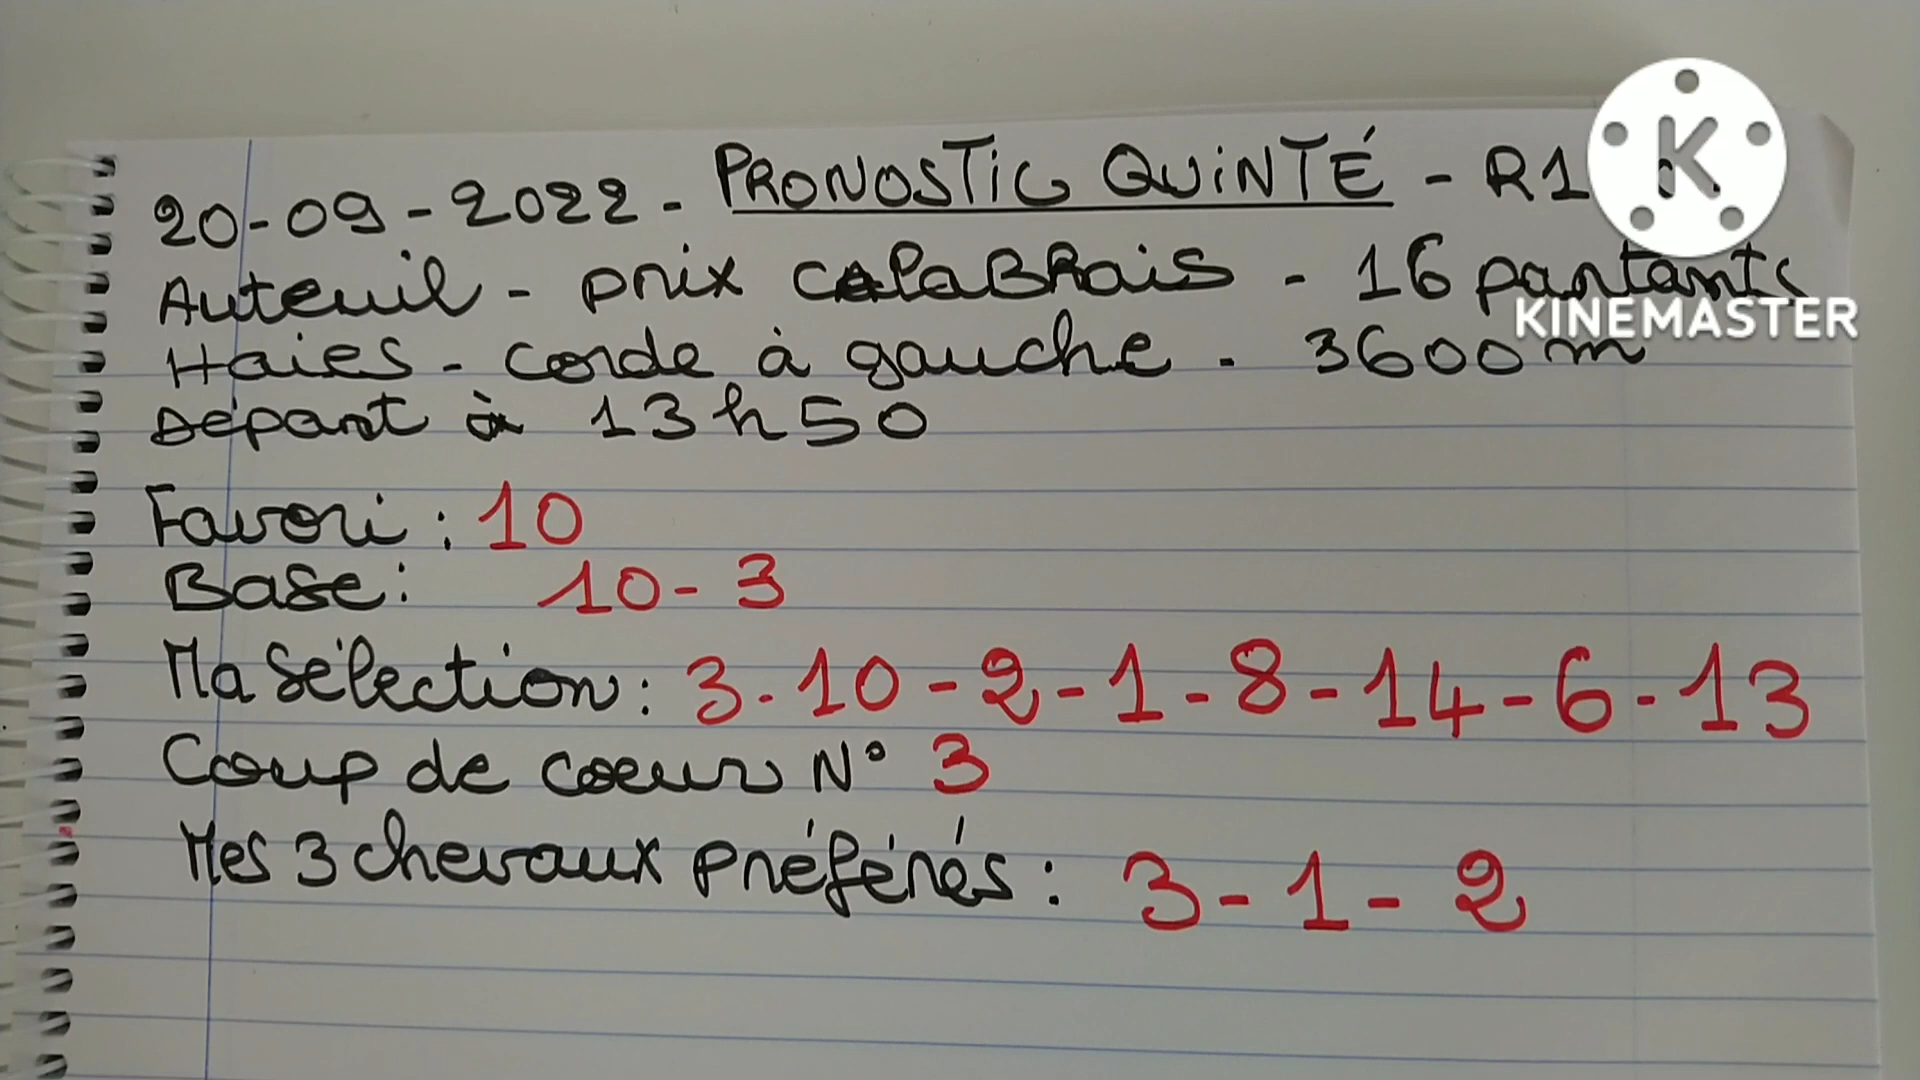 20-09-2022 - PRONOSTIC QUINTÉ - R1
Auteuil - prix CALABRAIS - 16 partants
Haies - corde à gauche - 3600m
Départ à 13h50
Favori : 10
Base : 10 - 3
Ma Sélection : 3 - 10 - 2 - 1 - 8 - 14 - 6 - 13
Coup de coeur N° 3
Mes 3 chevaux préférés : 3 - 1 - 2
K
KINEMASTER